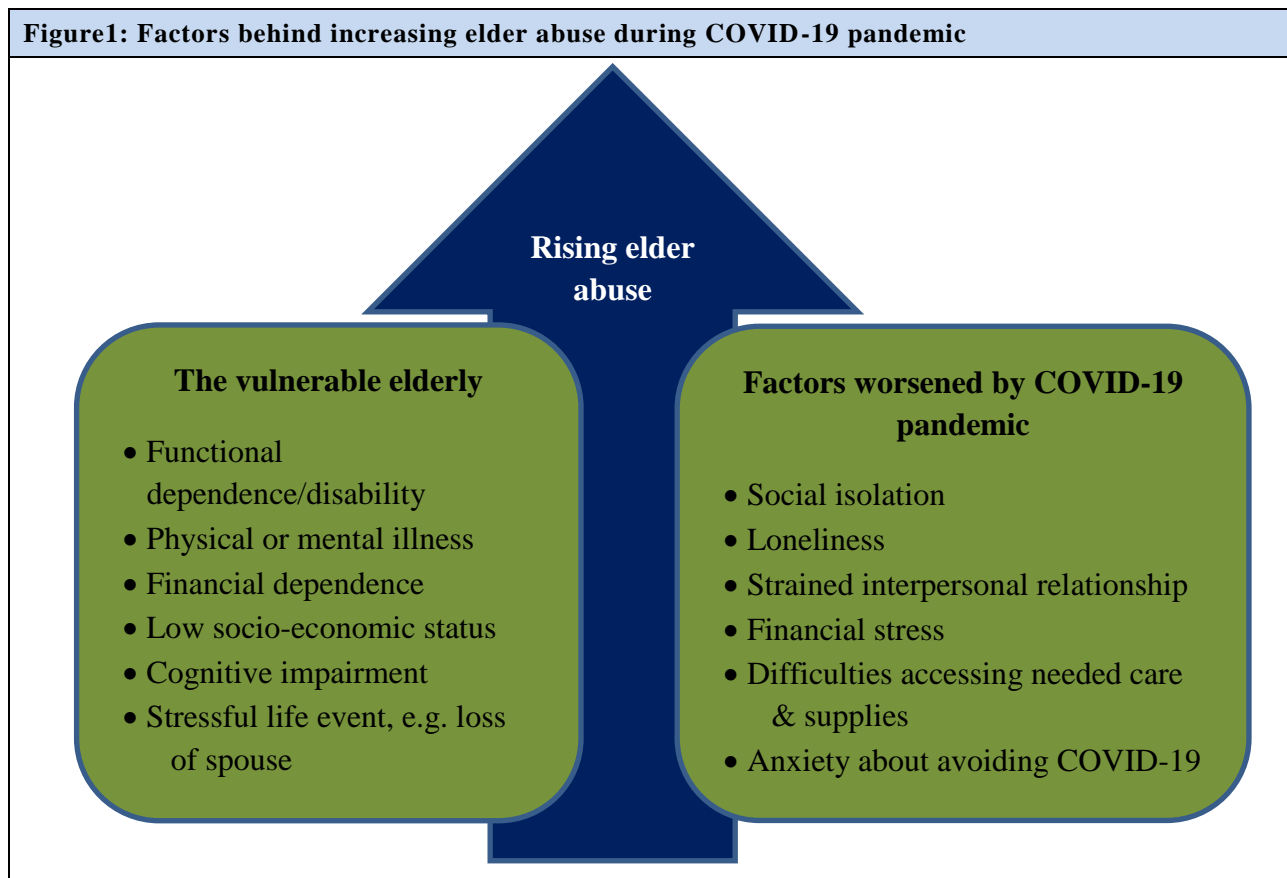 Figure1: Factors behind increasing elder abuse during COVID-19 pandemic
Rising elder
abuse
The vulnerable elderly
• Functional
dependence/disability
• Physical or mental illness
• Financial dependence
• Low socio-economic status
• Cognitive impairment
• Stressful life event, e.g. loss
of spouse
Factors worsened by COVID-19
pandemic
• Social isolation
• Loneliness
• Strained interpersonal relationship
• Financial stress
• Difficulties accessing needed care
& supplies
• Anxiety about avoiding COVID-19